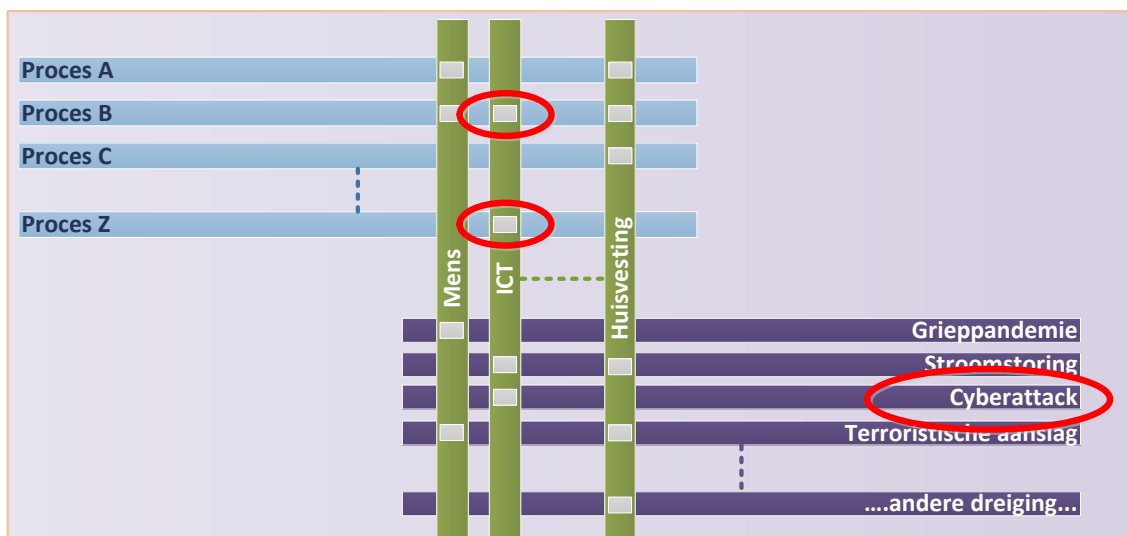 Proces A
Proces B
Proces C
Proces Z
Mens
ICT
Huisvesting
Grieppandemie
Stroomstoring
Cyberattack
Terroristische aanslag
....andere dreiging...